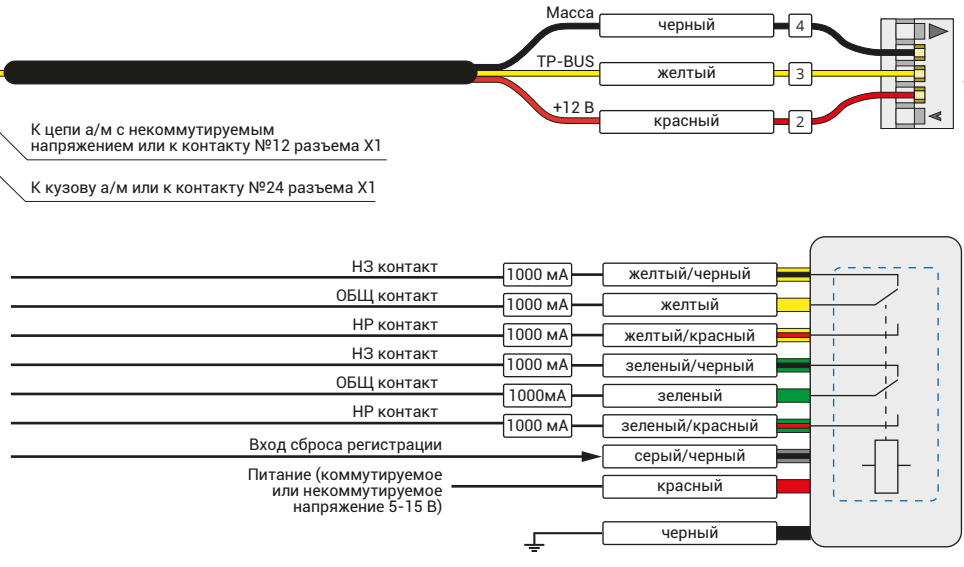 Масса
черный
4
TP-BUS
желтый
3
+12 В
красный
2
К цепи а/м с некоммутируемым
напряжением или к контакту №12 разъема X1
К кузову а/м или к контакту №24 разъема X1
НЗ контакт
1000 мА
желтый/черный
ОБЩ контакт
1000 мА
желтый
НР контакт
1000 мА
желтый/красный
НЗ контакт
1000 мА
зеленый/черный
ОБЩ контакт
1000мА
зеленый
НР контакт
1000 мА
зеленый/красный
Вход сброса регистрации
серый/черный
Питание (коммутируемое
или некоммутируемое
напряжение 5-15 В)
красный
черный